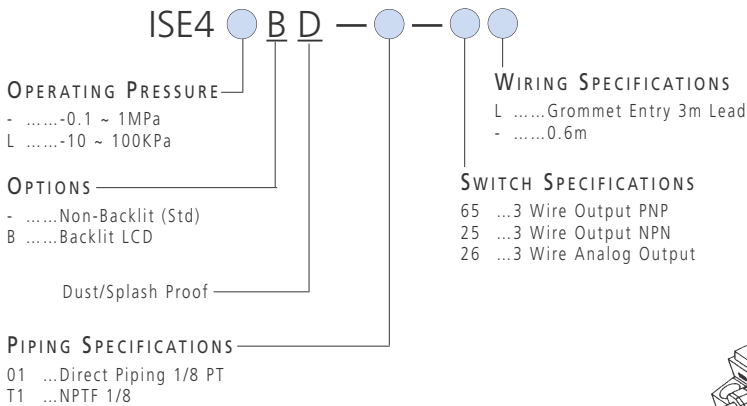 ISE4 B D — —
OPERATING PRESSURE
- ......-0.1 ~ 1MPa
L ......-10 ~ 100KPa
OPTIONS
- ......Non-Backlit (Std)
B ......Backlit LCD
Dust/Splash Proof
PIPING SPECIFICATIONS
01 ...Direct Piping 1/8 PT
T1 ...NPTF 1/8
WIRING SPECIFICATIONS
L ......Grommet Entry 3m Lead
- ......0.6m
SWITCH SPECIFICATIONS
65 ...3 Wire Output PNP
25 ...3 Wire Output NPN
26 ...3 Wire Analog Output